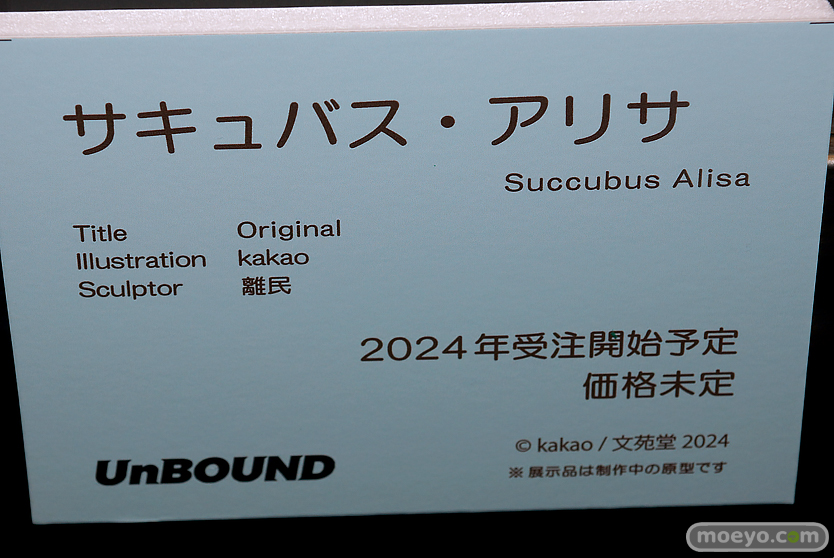 サキュバス・アリサ
Succubus Alisa
Title Original
Illustration kakao
Sculptor 離民
2024年受注開始予定
価格未定
© kakao / 文苑堂 2024
※ 展示品は制作中の原型です
UnBOUND
moeyo.com